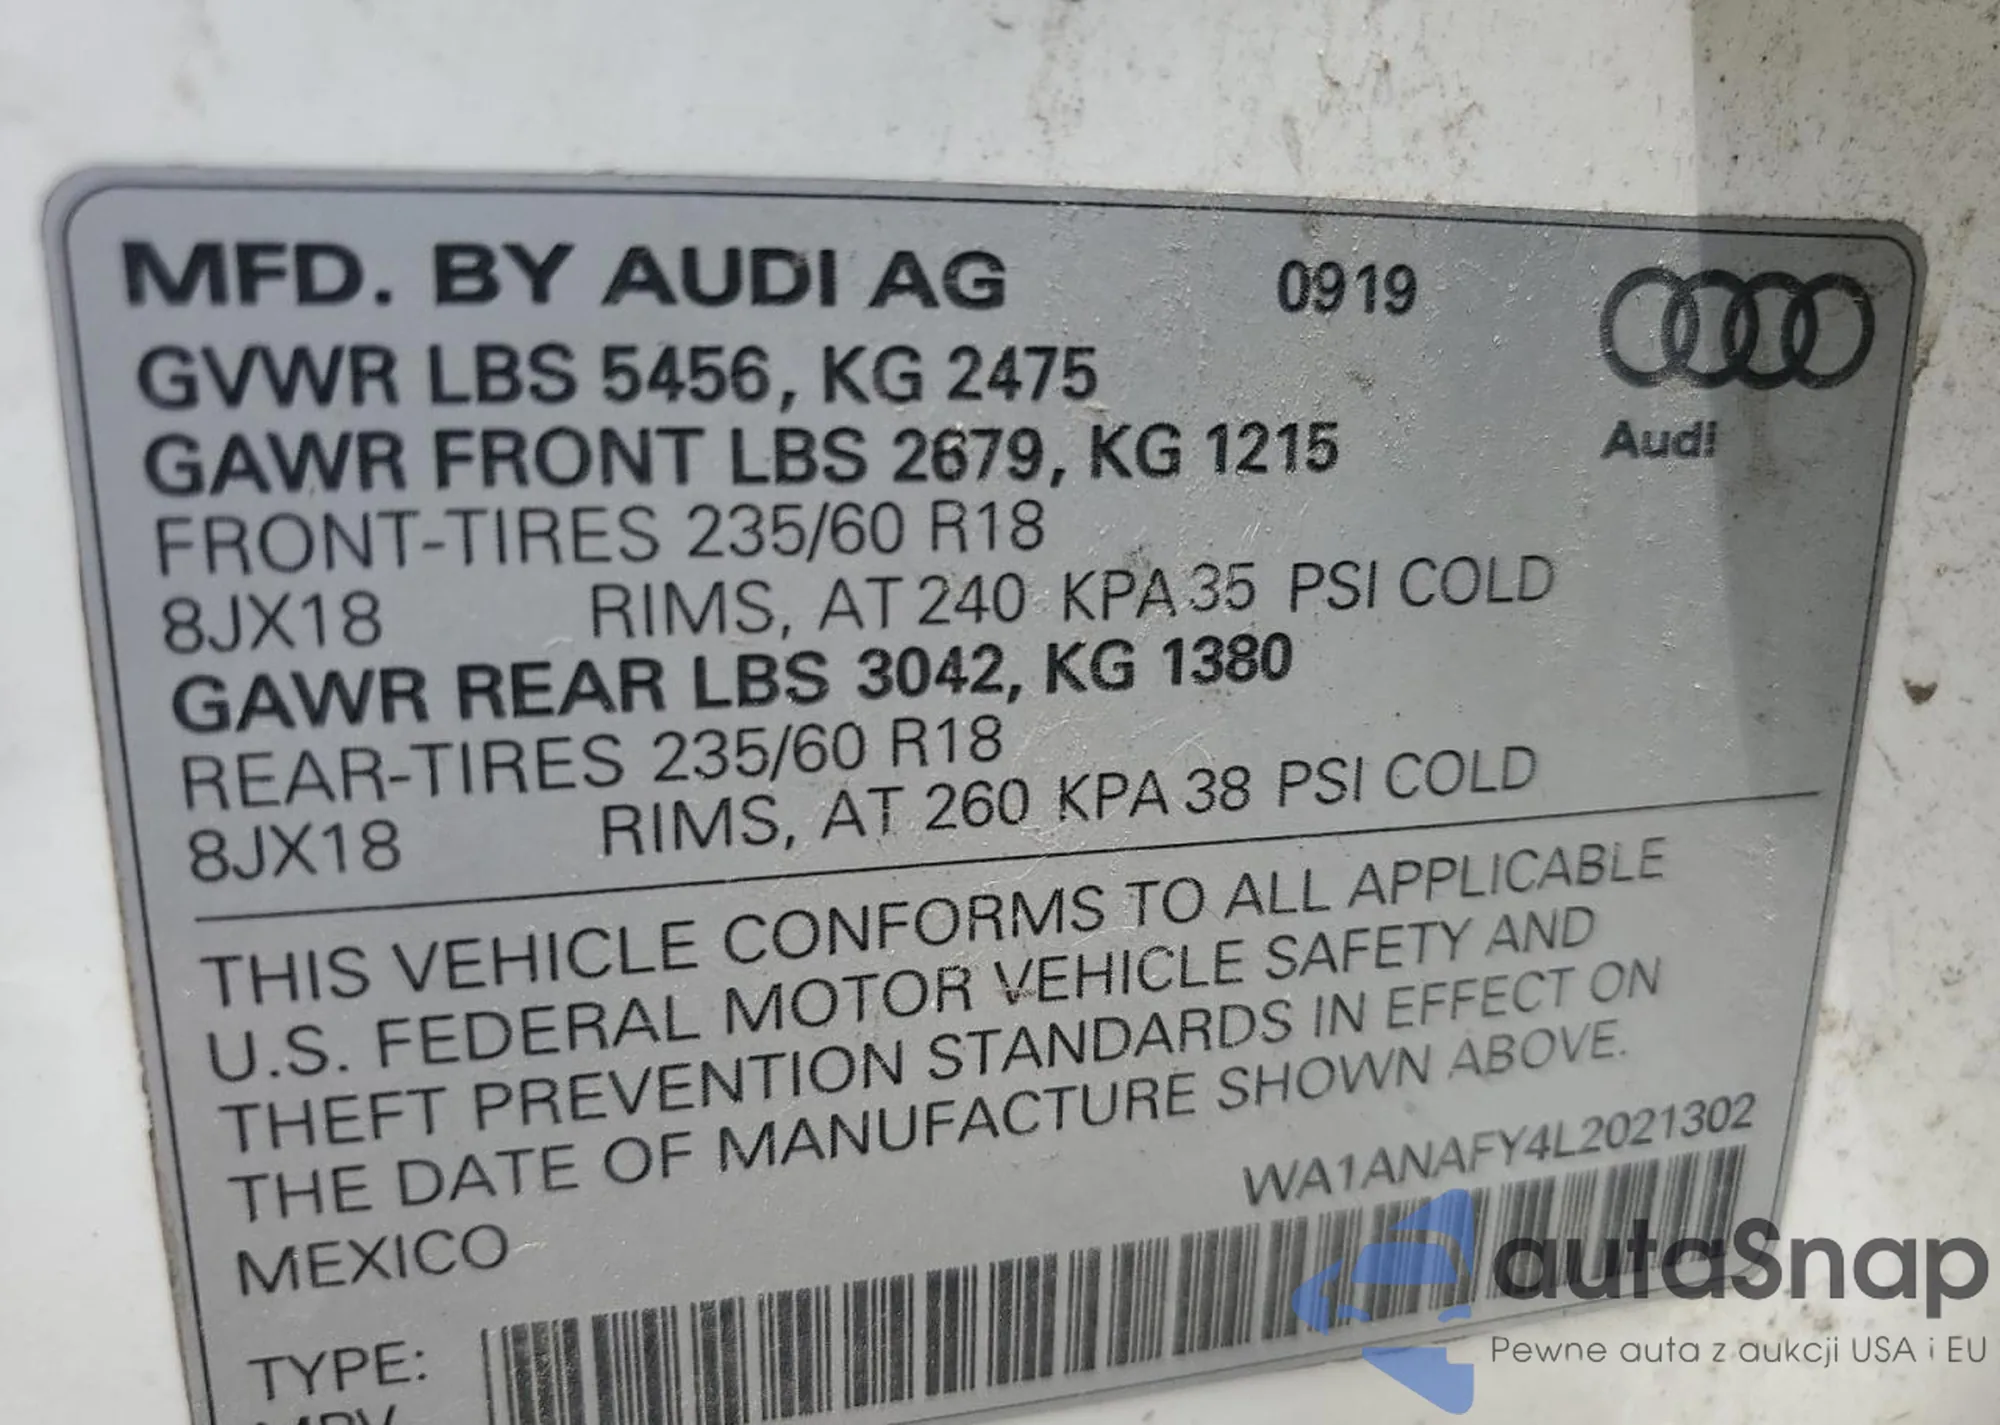 MFD. BY AUDI AG 0919
GVWR LBS 5456, KG 2475
GAWR FRONT LBS 2679, KG 1215
Audi
FRONT-TIRES 235/60 R18
8JX18 RIMS, AT 240 KPA 35 PSI COLD
GAWR REAR LBS 3042, KG 1380
REAR-TIRES 235/60 R18
8JX18 RIMS, AT 260 KPA 38 PSI COLD
THIS VEHICLE CONFORMS TO ALL APPLICABLE
U.S. FEDERAL MOTOR VEHICLE SAFETY AND
THEFT PREVENTION STANDARDS IN EFFECT ON
THE DATE OF MANUFACTURE SHOWN ABOVE.
WA1ANAFY4L2021302
MEXICO
TYPE:
MPV
autaSnap
Pewne auta z aukcji USA i EU